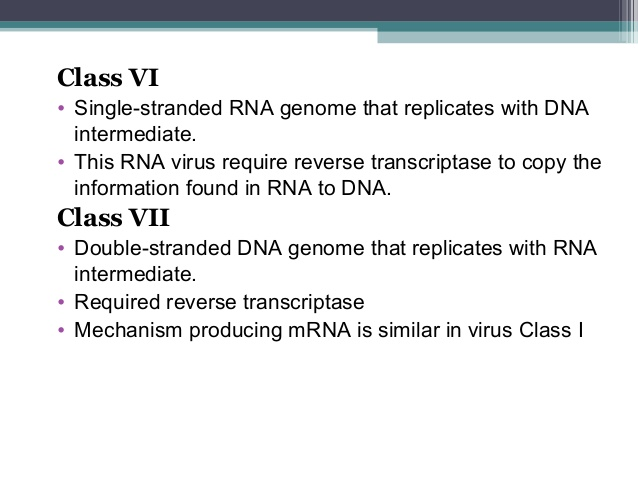 Class VI
• Single-stranded RNA genome that replicates with DNA
intermediate.
• This RNA virus require reverse transcriptase to copy the
information found in RNA to DNA.
Class VII
• Double-stranded DNA genome that replicates with RNA
intermediate.
• Required reverse transcriptase
• Mechanism producing mRNA is similar in virus Class I